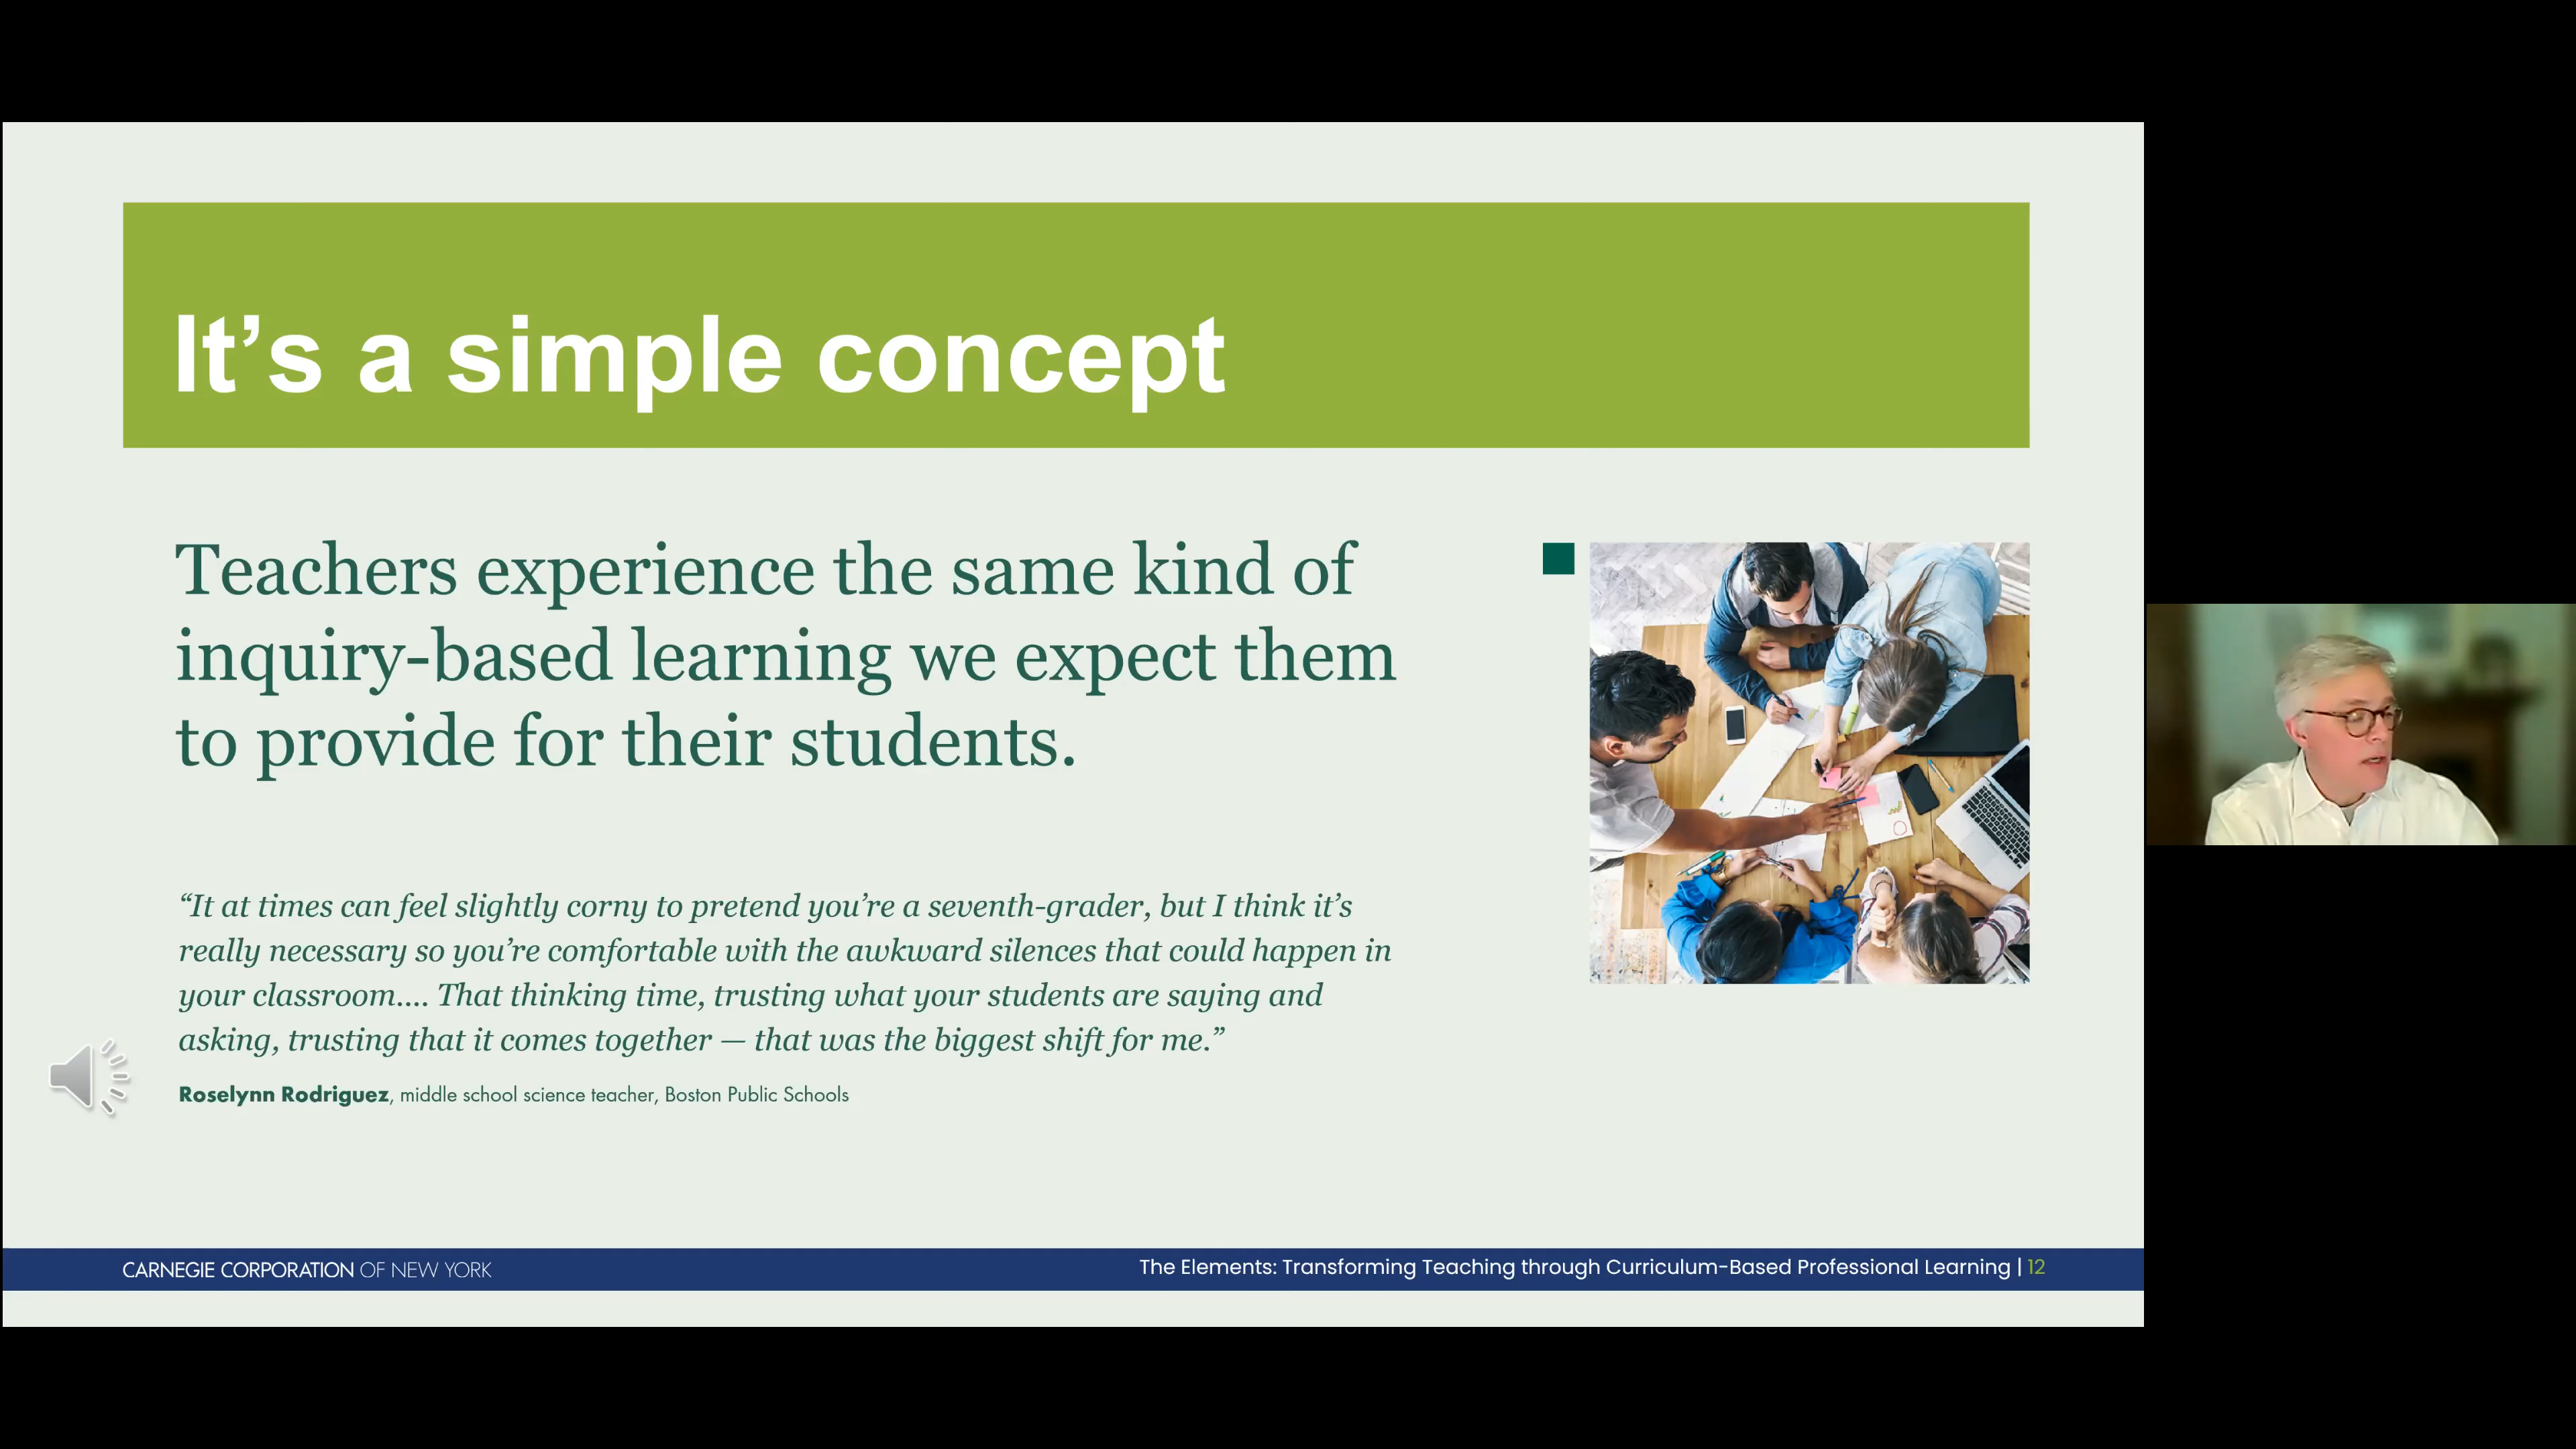 It’s a simple concept
Teachers experience the same kind of
inquiry-based learning we expect them
to provide for their students.
“It at times can feel slightly corny to pretend you’re a seventh-grader, but I think it’s
really necessary so you’re comfortable with the awkward silences that could happen in
your classroom.... That thinking time, trusting what your students are saying and
asking, trusting that it comes together — that was the biggest shift for me.”
Roselynn Rodriguez, middle school science teacher, Boston Public Schools
CARNEGIE CORPORATION OF NEW YORK
The Elements: Transforming Teaching through Curriculum-Based Professional Learning | 12